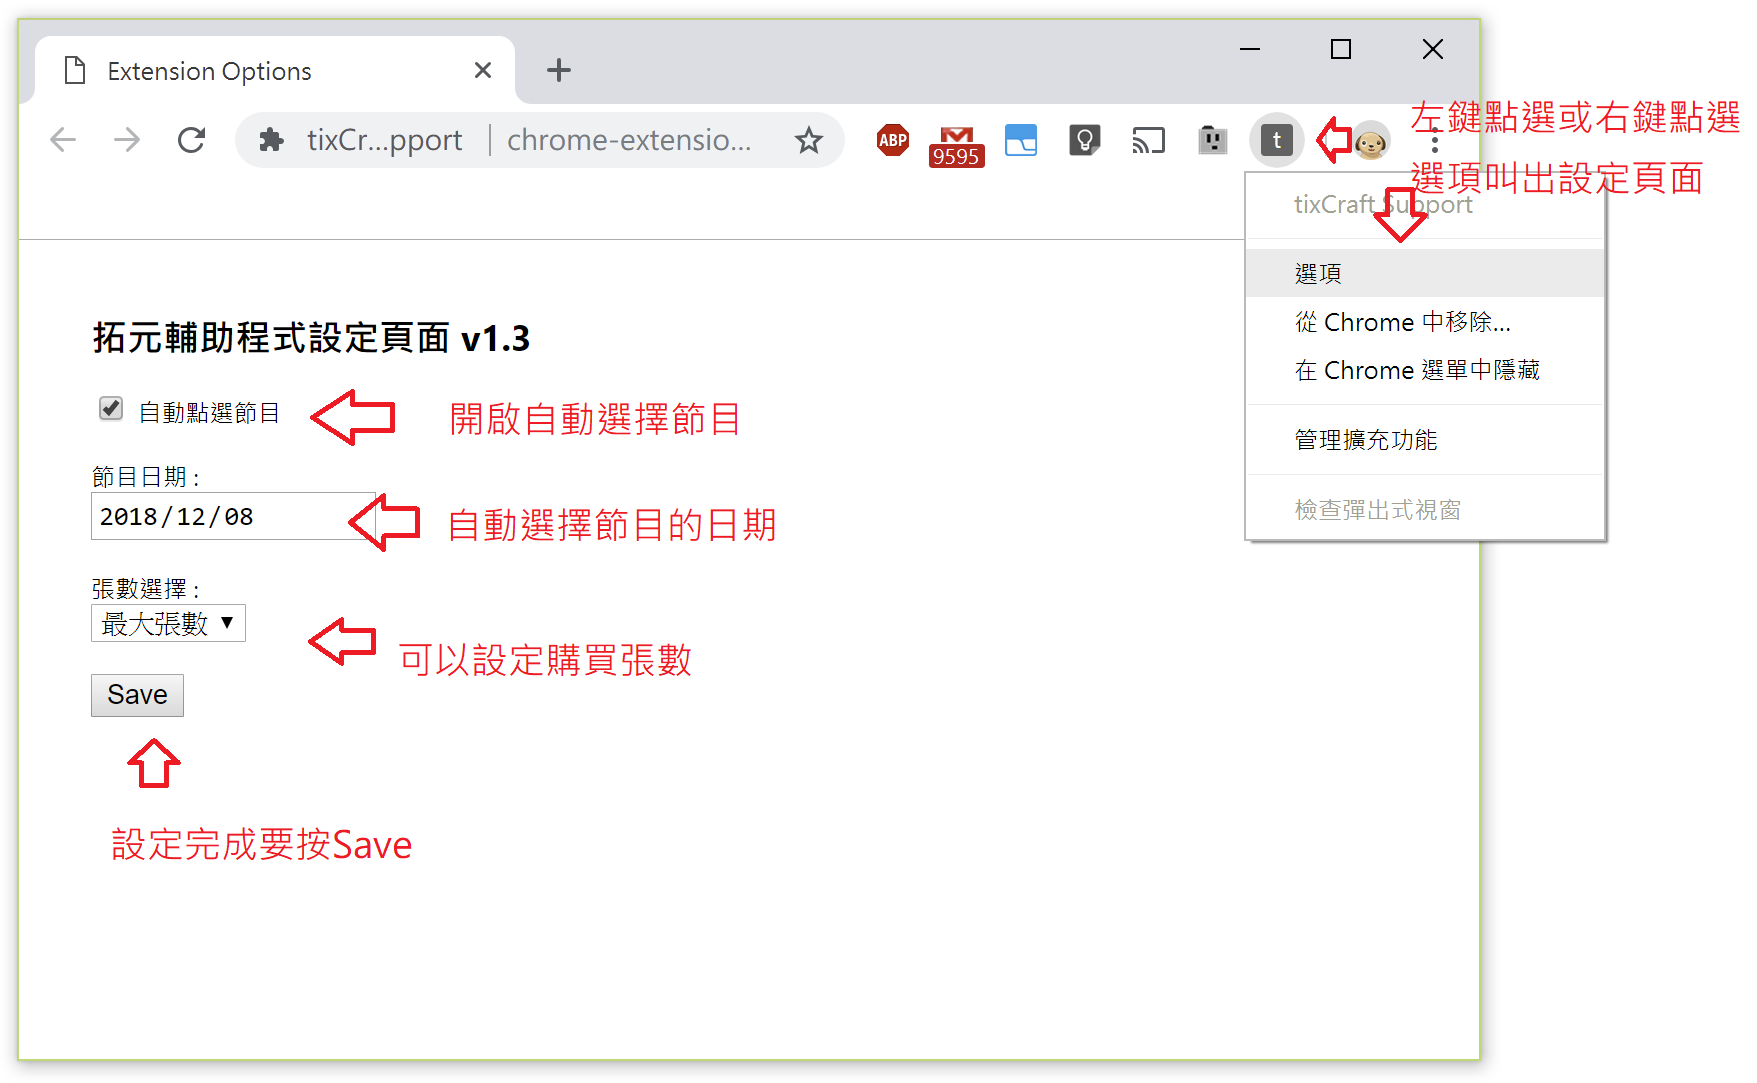 Extension Options
tixCr...pport
chrome-extensio...
ABP
9595
t
左鍵點選或右鍵點選
選項叫出設定頁面
tixCraft Support
選項
從 Chrome 中移除...
在 Chrome 選單中隱藏
管理擴充功能
檢查彈出式視窗
拓元輔助程式設定頁面 v1.3
自動點選節目
開啟自動選擇節目
節目日期 :
2018/12/08
自動選擇節目的日期
張數選擇 :
最大張數
可以設定購買張數
Save
設定完成要按Save